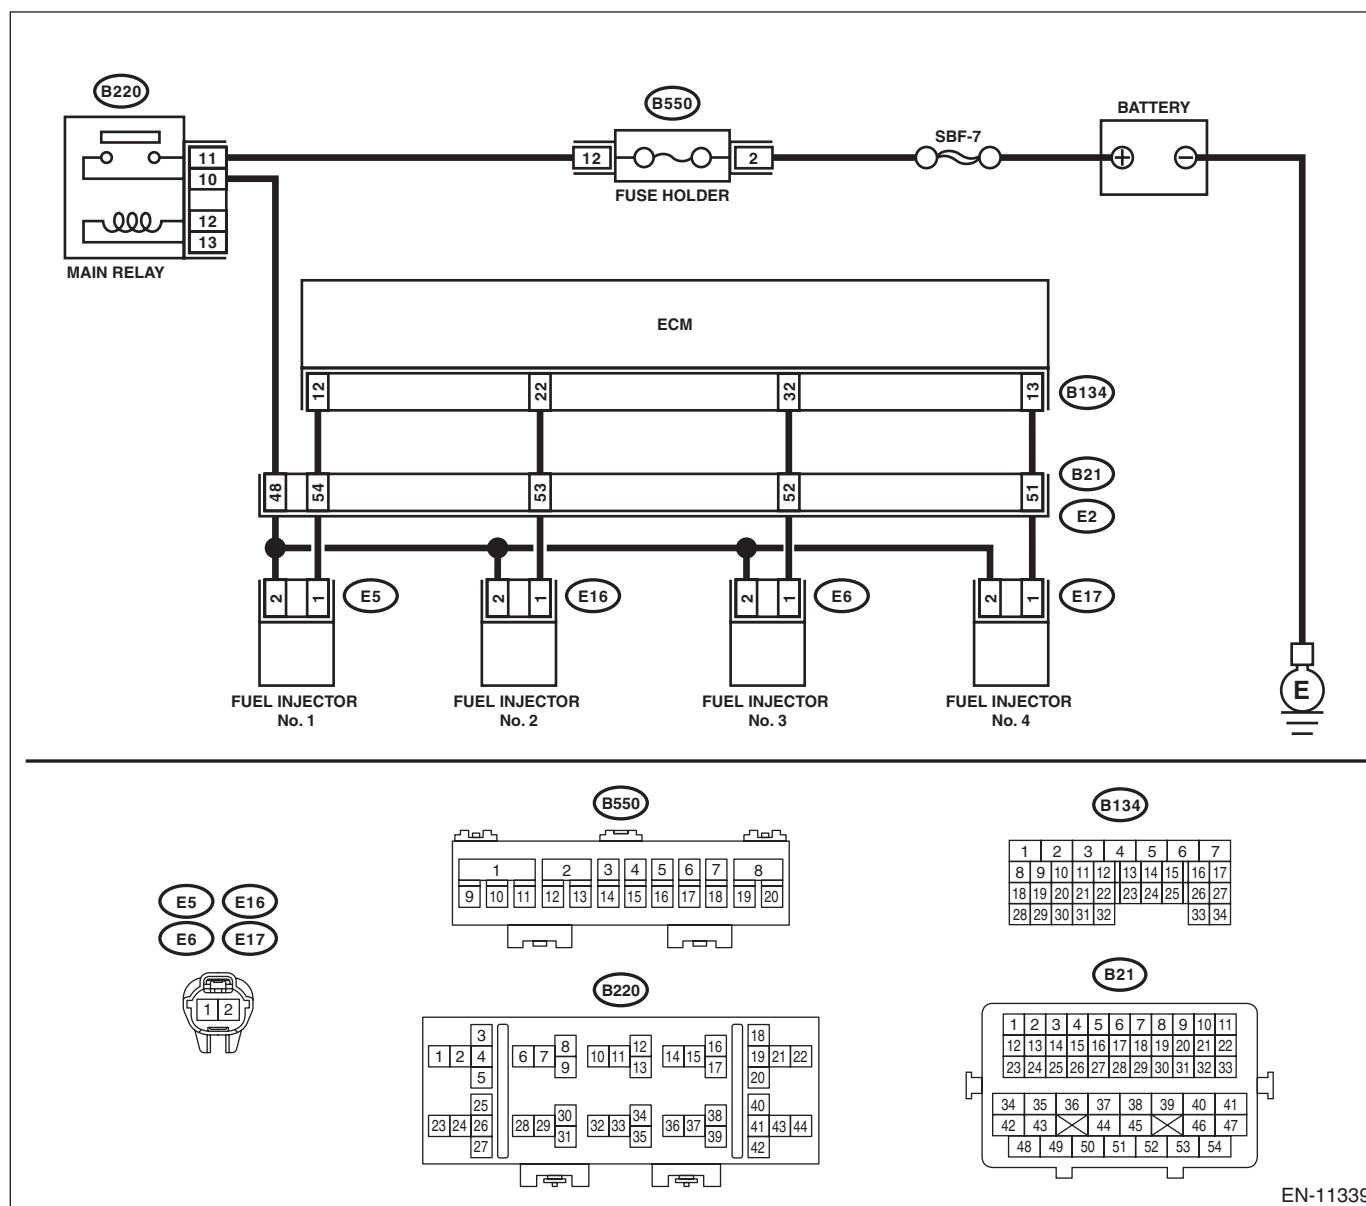 B220
B550
BATTERY
SBF-7
11
12
2
+
−
10
FUSE HOLDER
12
13
MAIN RELAY
ECM
12
22
32
13
B134
48
54
53
52
51
B21
E2
2
1
E5
2
1
E16
2
1
E6
2
1
E17
FUEL INJECTOR
No. 1
FUEL INJECTOR
No. 2
FUEL INJECTOR
No. 3
FUEL INJECTOR
No. 4
E
B550
1 2 3 4 5 6 7 8
9 10 11 12 13 14 15 16 17 18 19 20
B134
1 2 3 4 5 6 7
8 9 10 11 12 13 14 15 16 17
18 19 20 21 22 23 24 25 26 27
28 29 30 31 32 33 34
E5 E16
E6 E17
1 2
B220
3 18
8 12 16
1 2 4 6 7 10 11 14 15 19 21 22
9 13 17
5 20
25 40
30 34 38
23 24 26 28 29 32 33 36 37 41 43 44
31 35 39
27 42
B21
1 2 3 4 5 6 7 8 9 10 11
12 13 14 15 16 17 18 19 20 21 22
23 24 25 26 27 28 29 30 31 32 33
34 35 36 37 38 39 40 41
42 43 44 45 46 47
48 49 50 51 52 53 54
EN-11339